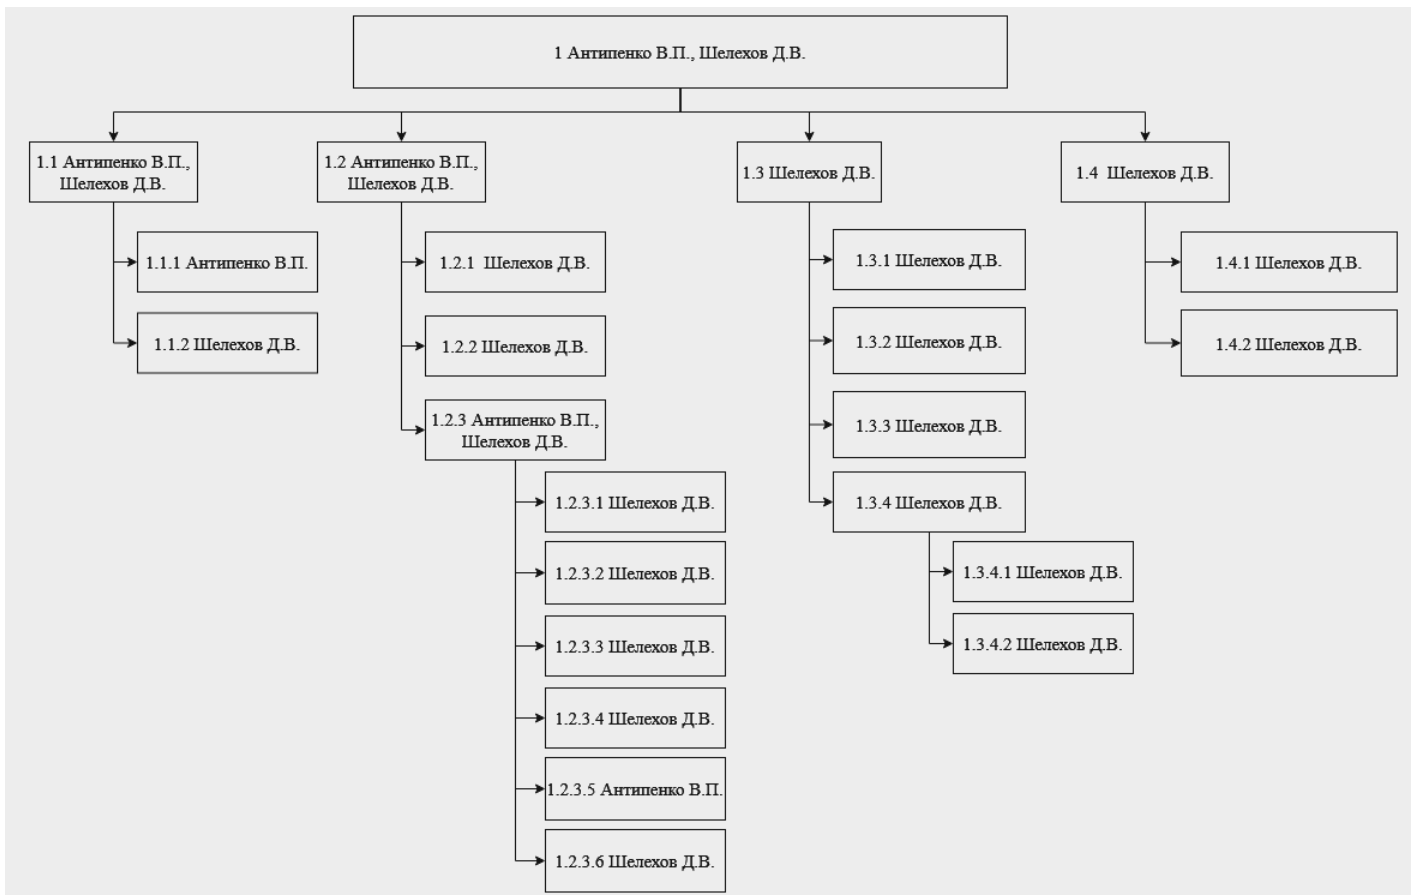 1 Антипенко В.П., Шелехов Д.В.
1.1 Антипенко В.П.,
Шелехов Д.В.
1.1.1 Антипенко В.П.
1.1.2 Шелехов Д.В.
1.2 Антипенко В.П.,
Шелехов Д.В.
1.2.1 Шелехов Д.В.
1.2.2 Шелехов Д.В.
1.2.3 Антипенко В.П.,
Шелехов Д.В.
1.2.3.1 Шелехов Д.В.
1.2.3.2 Шелехов Д.В.
1.2.3.3 Шелехов Д.В.
1.2.3.4 Шелехов Д.В.
1.2.3.5 Антипенко В.П.
1.2.3.6 Шелехов Д.В.
1.3 Шелехов Д.В.
1.3.1 Шелехов Д.В.
1.3.2 Шелехов Д.В.
1.3.3 Шелехов Д.В.
1.3.4 Шелехов Д.В.
1.3.4.1 Шелехов Д.В.
1.3.4.2 Шелехов Д.В.
1.4 Шелехов Д.В.
1.4.1 Шелехов Д.В.
1.4.2 Шелехов Д.В.